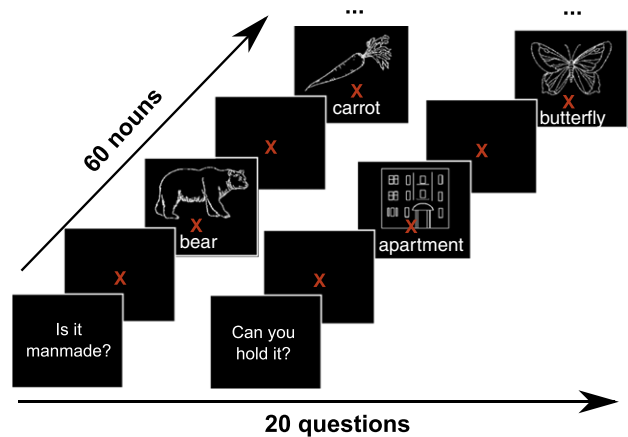 ...
...
X
carrot
X
butterfly
X
X
60 nouns
X
bear
X
apartment
X
X
Is it
manmade?
Can you
hold it?
20 questions